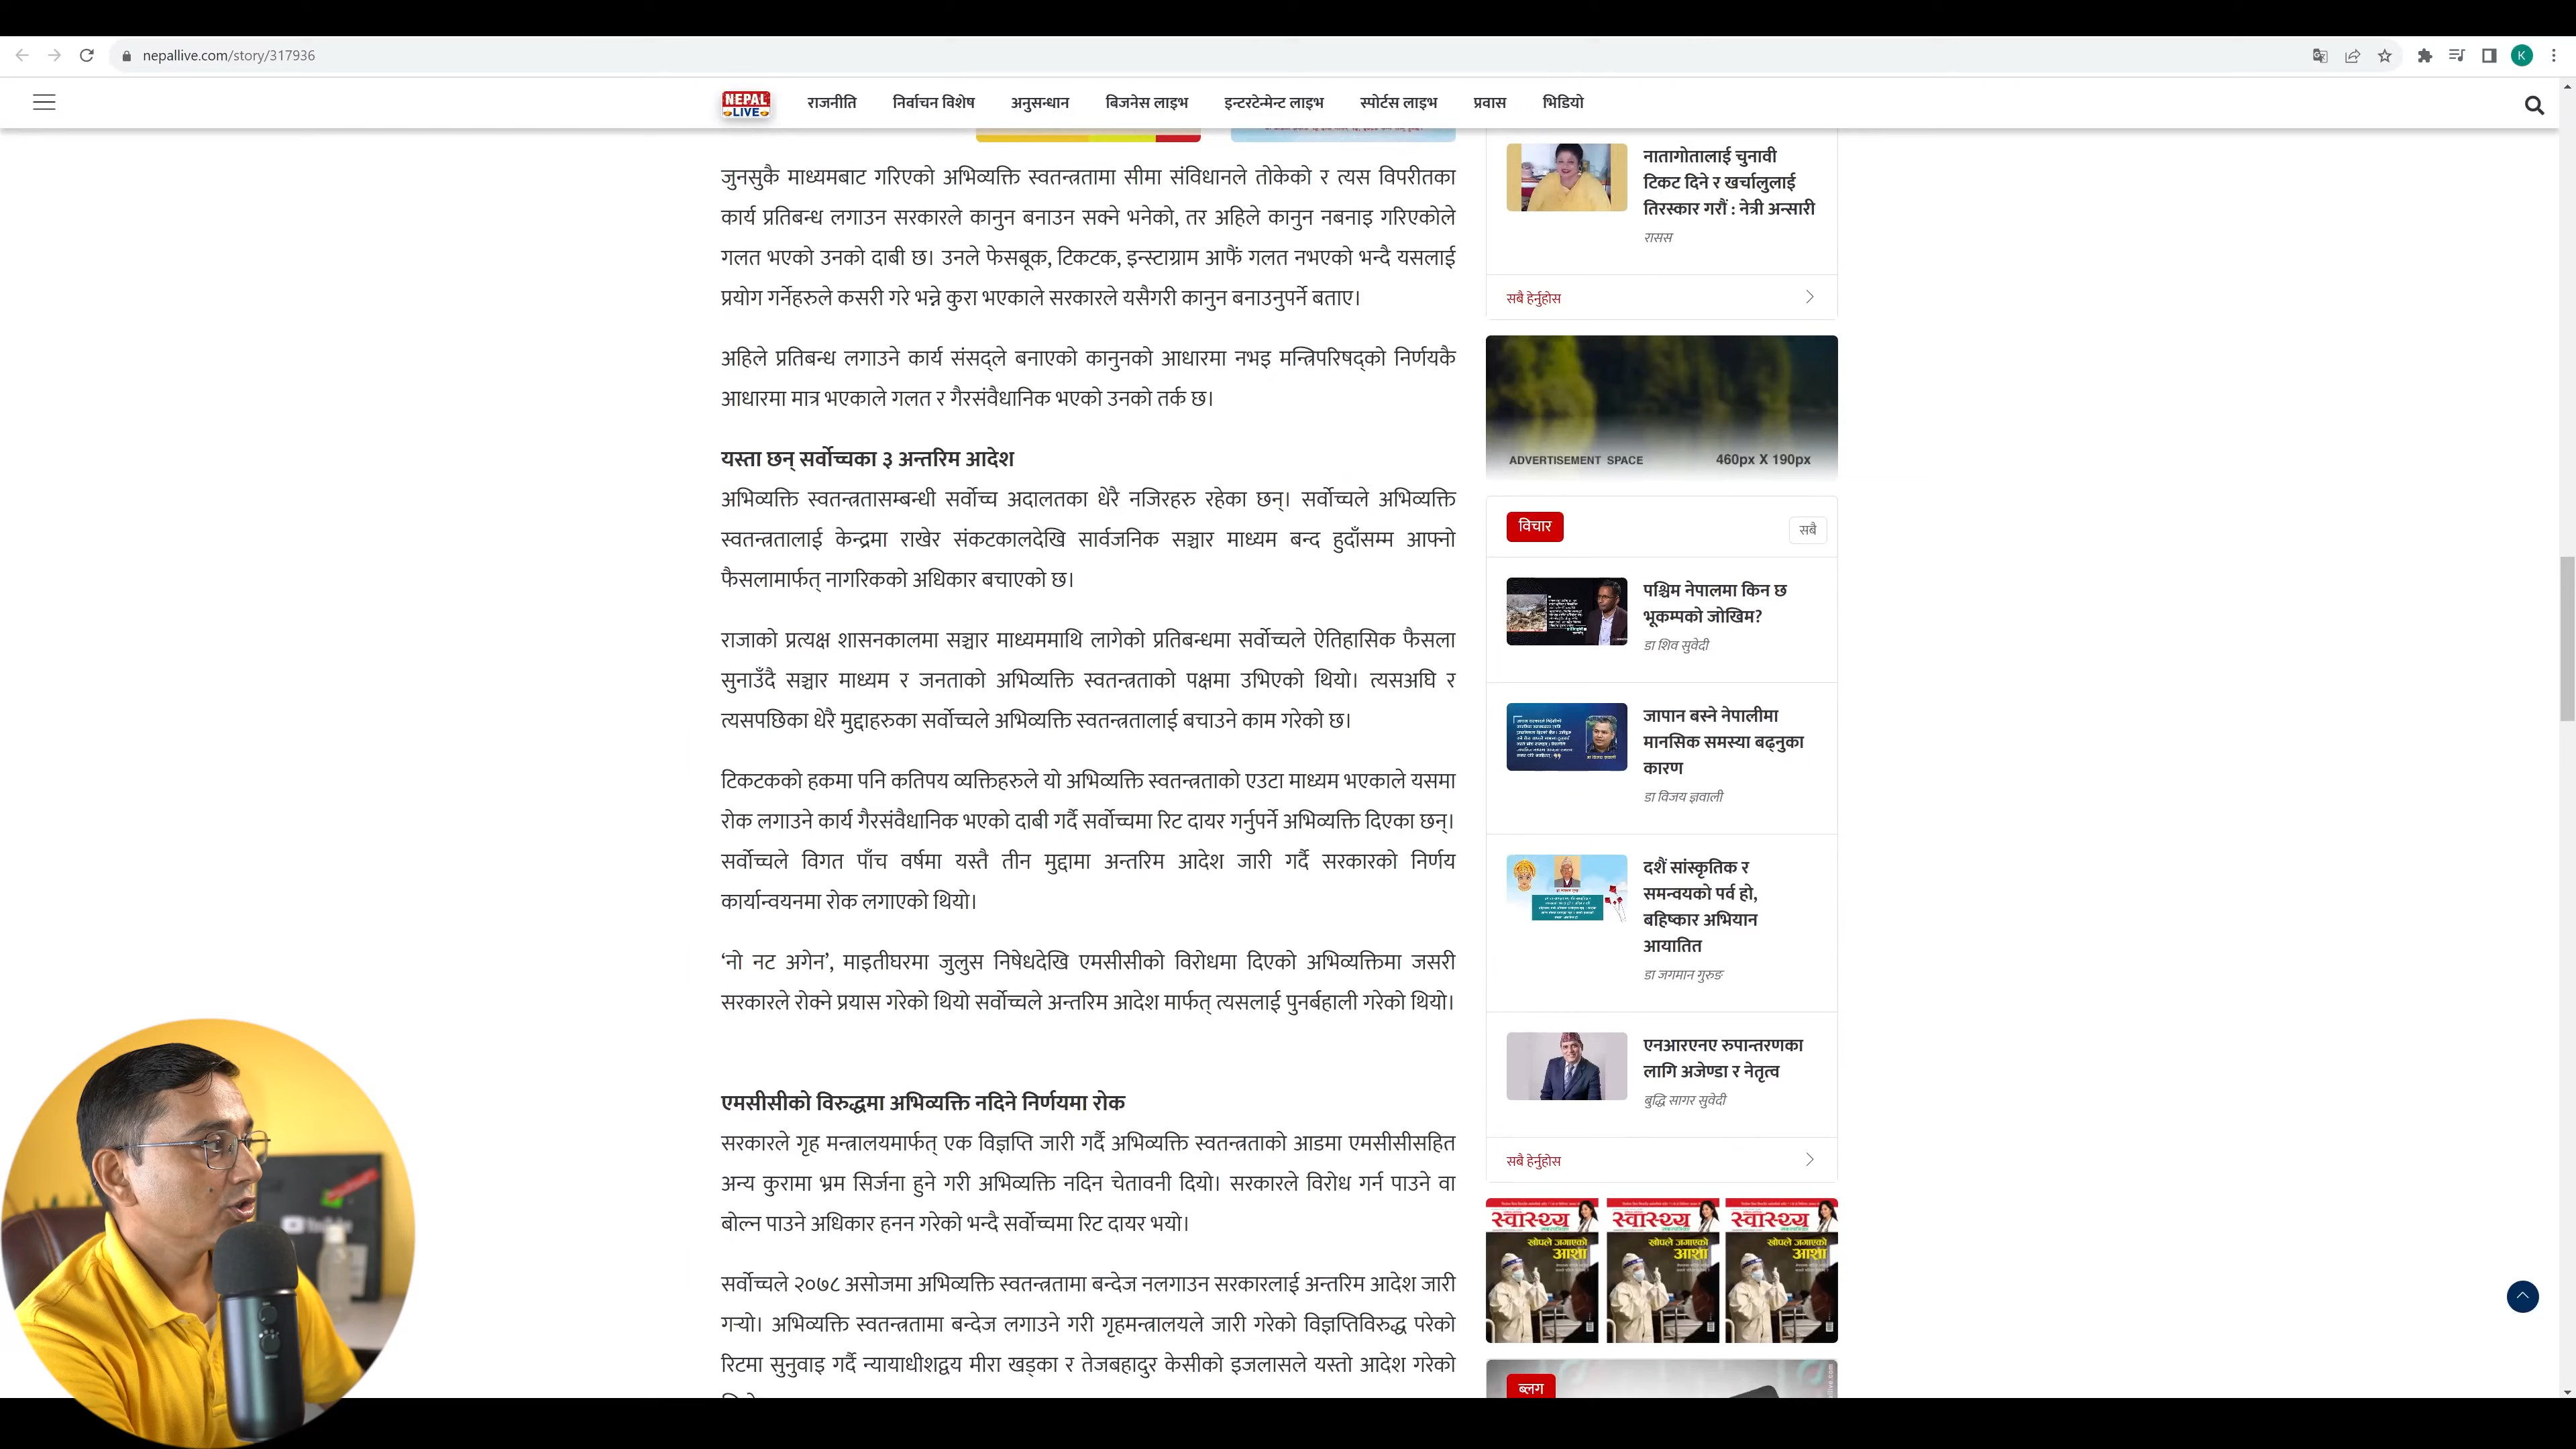 nepallive.com/story/317936
K
NEPAL
LIVE
राजनीति
निर्वाचन विशेष
अनुसन्धान
बिजनेस लाइभ
इन्टरटेन्मेन्ट लाइभ
स्पोर्टस लाइभ
प्रवास
भिडियो
जुनसुकै माध्यमबाट गरिएको अभिव्यक्ति स्वतन्त्रतामा सीमा संविधानले तोकेको र त्यस विपरीतका
कार्य प्रतिबन्ध लगाउन सरकारले कानुन बनाउन सक्ने भनेको, तर अहिले कानुन नबनाइ गरिएकोले
गलत भएको उनको दाबी छ। उनले फेसबूक, टिकटक, इन्स्टाग्राम आफैं गलत नभएको भन्दै यसलाई
प्रयोग गर्नेहरुले कसरी गरे भन्ने कुरा भएकाले सरकारले यसैगरी कानुन बनाउनुपर्ने बताए।
अहिले प्रतिबन्ध लगाउने कार्य संसद्ले बनाएको कानुनको आधारमा नभइ मन्त्रिपरिषद्को निर्णयकै
आधारमा मात्र भएकाले गलत र गैरसंवैधानिक भएको उनको तर्क छ।
यस्ता छन् सर्वोच्चका ३ अन्तरिम आदेश
अभिव्यक्ति स्वतन्त्रतासम्बन्धी सर्वोच्च अदालतका धेरै नजिरहरु रहेका छन्। सर्वोच्चले अभिव्यक्ति
स्वतन्त्रतालाई केन्द्रमा राखेर संकटकालदेखि सार्वजनिक सञ्चार माध्यम बन्द हुदाँसम्म आफ्नो
फैसलामार्फत् नागरिकको अधिकार बचाएको छ।
राजाको प्रत्यक्ष शासनकालमा सञ्चार माध्यममाथि लागेको प्रतिबन्धमा सर्वोच्चले ऐतिहासिक फैसला
सुनाउँदै सञ्चार माध्यम र जनताको अभिव्यक्ति स्वतन्त्रताको पक्षमा उभिएको थियो। त्यसअघि र
त्यसपछिका धेरै मुद्दाहरुका सर्वोच्चले अभिव्यक्ति स्वतन्त्रतालाई बचाउने काम गरेको छ।
टिकटकको हकमा पनि कतिपय व्यक्तिहरुले यो अभिव्यक्ति स्वतन्त्रताको एउटा माध्यम भएकाले यसमा
रोक लगाउने कार्य गैरसंवैधानिक भएको दाबी गर्दै सर्वोच्चमा रिट दायर गर्नुपर्ने अभिव्यक्ति दिएका छन्।
सर्वोच्चले विगत पाँच वर्षमा यस्तै तीन मुद्दामा अन्तरिम आदेश जारी गर्दै सरकारको निर्णय
कार्यान्वयनमा रोक लगाएको थियो।
‘नो नट अगेन’, माइतीघरमा जुलुस निषेधदेखि एमसीसीको विरोधमा दिएको अभिव्यक्तिमा जसरी
सरकारले रोक्ने प्रयास गरेको थियो सर्वोच्चले अन्तरिम आदेश मार्फत् त्यसलाई पुनर्बहाली गरेको थियो।
एमसीसीको विरुद्धमा अभिव्यक्ति नदिने निर्णयमा रोक
सरकारले गृह मन्त्रालयमार्फत् एक विज्ञप्ति जारी गर्दै अभिव्यक्ति स्वतन्त्रताको आडमा एमसीसीसहित
अन्य कुरामा भ्रम सिर्जना हुने गरी अभिव्यक्ति नदिन चेतावनी दियो। सरकारले विरोध गर्न पाउने वा
बोल्न पाउने अधिकार हनन गरेको भन्दै सर्वोच्चमा रिट दायर भयो।
सर्वोच्चले २०७८ असोजमा अभिव्यक्ति स्वतन्त्रतामा बन्देज नलगाउन सरकारलाई अन्तरिम आदेश जारी
गऱ्यो। अभिव्यक्ति स्वतन्त्रतामा बन्देज लगाउने गरी गृहमन्त्रालयले जारी गरेको विज्ञप्तिविरुद्ध परेको
रिटमा सुनुवाइ गर्दै न्यायाधीशद्वय मीरा खड्का र तेजबहादुर केसीको इजलासले यस्तो आदेश गरेको
नातागोतालाई चुनावी
टिकट दिने र खर्चालुलाई
तिरस्कार गरौं : नेत्री अन्सारी
रासस
सबै हेर्नुहोस
ADVERTISEMENT SPACE 460px X 190px
विचार
सबै
पश्चिम नेपालमा किन छ
भूकम्पको जोखिम?
डा शिव सुवेदी
जापान बस्ने नेपालीमा
मानसिक समस्या बढ्नुका
कारण
डा विजय ज्ञवाली
दशैं सांस्कृतिक र
समन्वयको पर्व हो,
बहिष्कार अभियान
आयातित
डा जगमान गुरुङ
एनआरएनए रुपान्तरणका
लागि अजेण्डा र नेतृत्व
बुद्धि सागर सुवेदी
सबै हेर्नुहोस
स्वास्थ्य स्वास्थ्य स्वास्थ्य
खोपले जगाएको खोपले जगाएको खोपले जगाएको
आशा आशा आशा
ब्लग